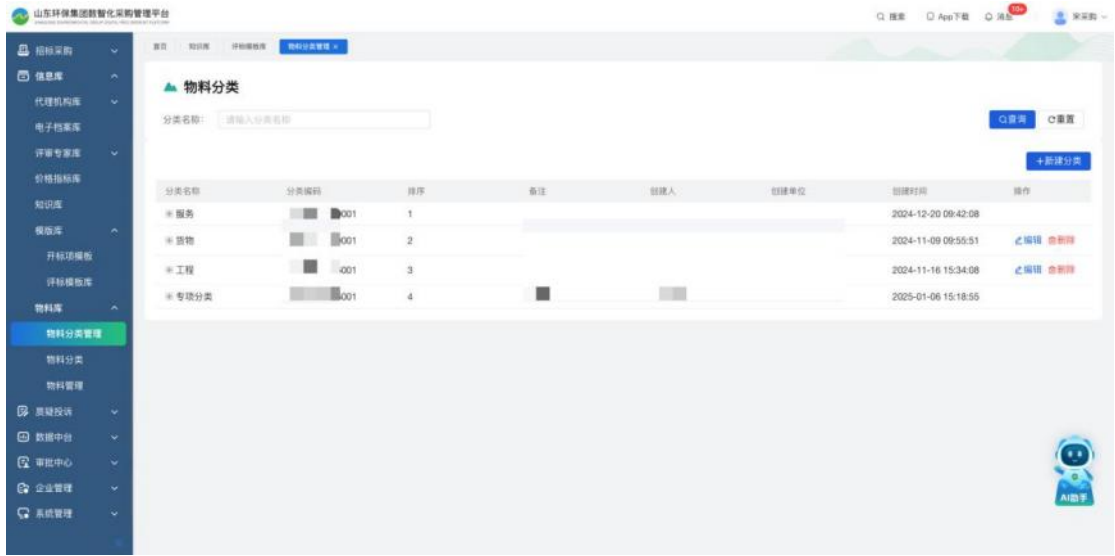 山东环保集团数智化采购管理平台
搜索 App下载 消息 10+ 宋采购
招标采购
信息库
代理机构库
电子档案库
评审专家库
价格指标库
知识库
模版库
开标项模板
评标模板库
物料库
物料分类管理
物料分类
物料管理
质疑投诉
数据中台
审批中心
企业管理
系统管理
首页 知识库 评标模板库 物料分类管理 ×
物料分类
分类名称： 请输入分类名称 查询 重置
+新建分类
分类名称 分类编码 排序 备注 创建人 创建单位 创建时间 操作
服务 001 1 2024-12-20 09:42:08
货物 001 2 2024-11-09 09:55:51 编辑 删除
工程 001 3 2024-11-16 15:34:08 编辑 删除
专项分类 001 4 2025-01-06 15:18:55
AI助手